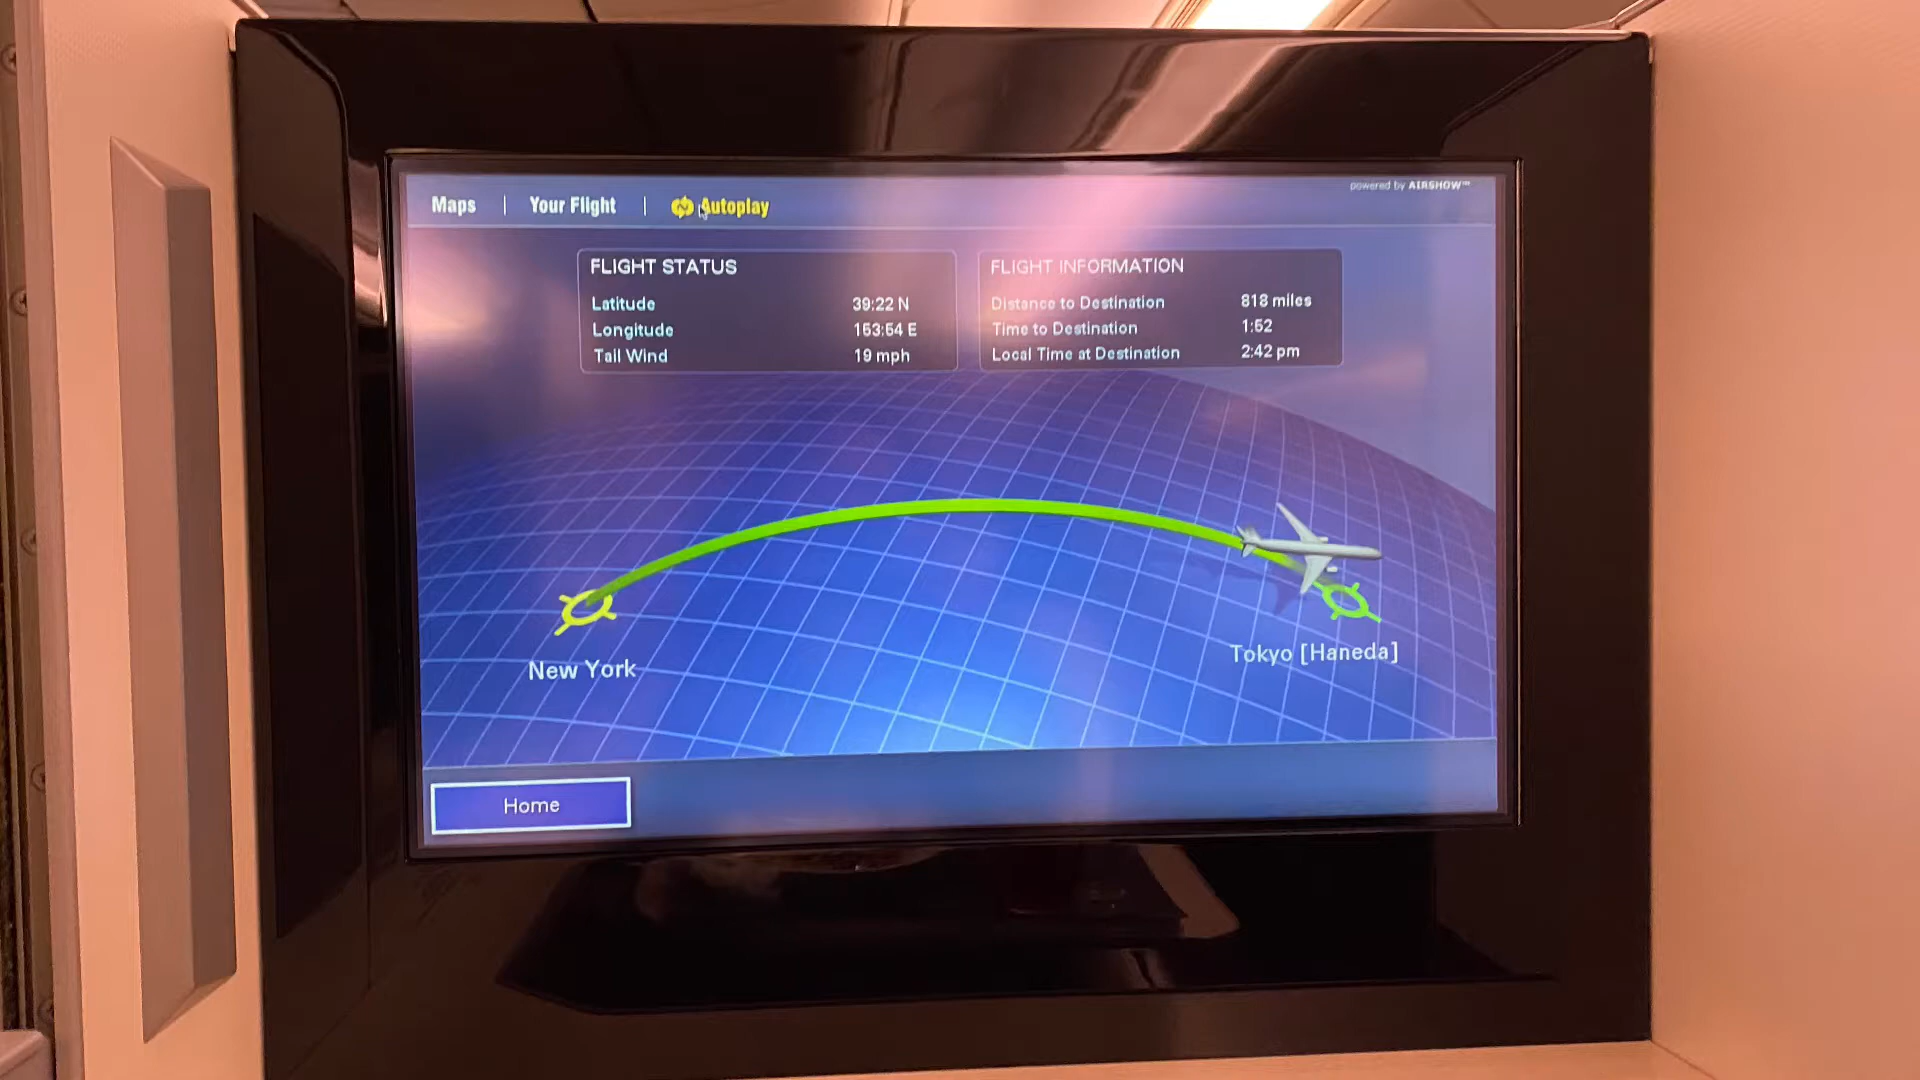 powered by AIRSHOW™
Maps | Your Flight | Autoplay
FLIGHT STATUS
Latitude 39:22 N
Longitude 153:54 E
Tail Wind 19 mph
FLIGHT INFORMATION
Distance to Destination 818 miles
Time to Destination 1:52
Local Time at Destination 2:42 pm
New York
Tokyo [Haneda]
Home